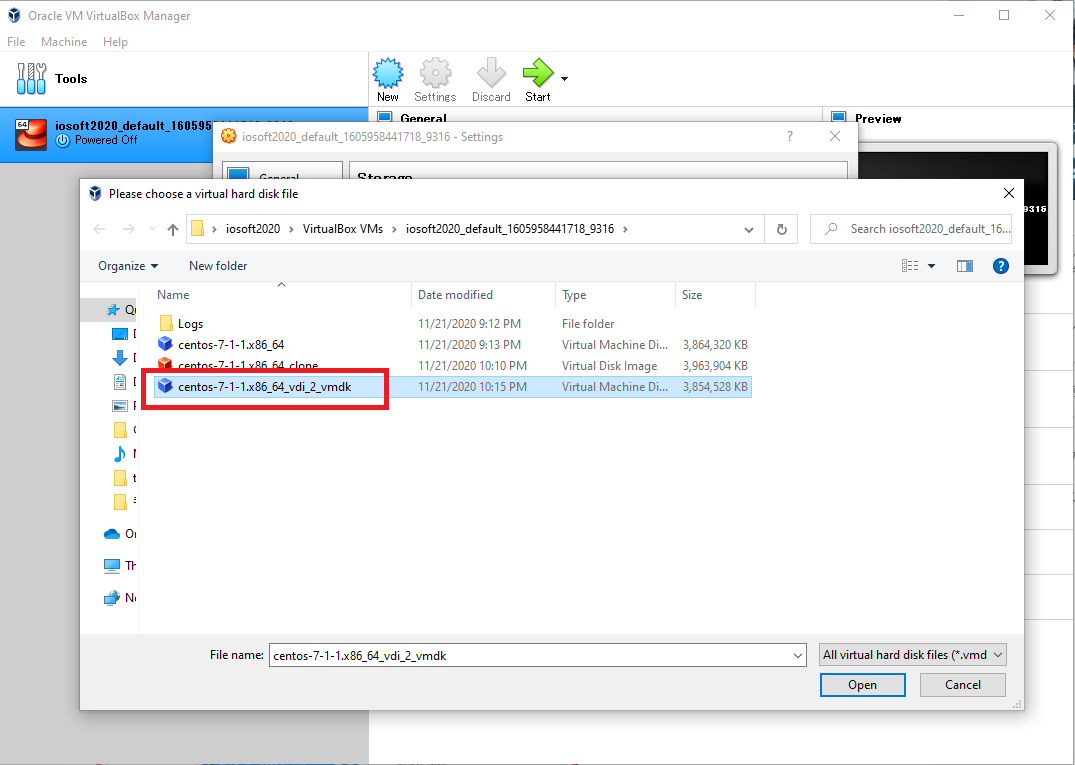 Oracle VM VirtualBox Manager
File Machine Help
Tools
New Settings Discard Start
64
iosoft2020_default_1605958441718_9316
Powered Off
General
Preview
iosoft2020_default_1605958441718_9316 - Settings
?
General
Storage
9316
Please choose a virtual hard disk file
iosoft2020 › VirtualBox VMs › iosoft2020_default_1605958441718_9316 ›
Search iosoft2020_default_16...
Organize New folder
?
Name Date modified Type Size
Logs 11/21/2020 9:12 PM File folder
centos-7-1-1.x86_64 11/21/2020 9:13 PM Virtual Machine Di... 3,864,320 KB
centos-7-1-1.x86_64_clone 11/21/2020 10:10 PM Virtual Disk Image 3,963,904 KB
centos-7-1-1.x86_64_vdi_2_vmdk 11/21/2020 10:15 PM Virtual Machine Di... 3,854,528 KB
File name: centos-7-1-1.x86_64_vdi_2_vmdk All virtual hard disk files (*.vmd
Open Cancel